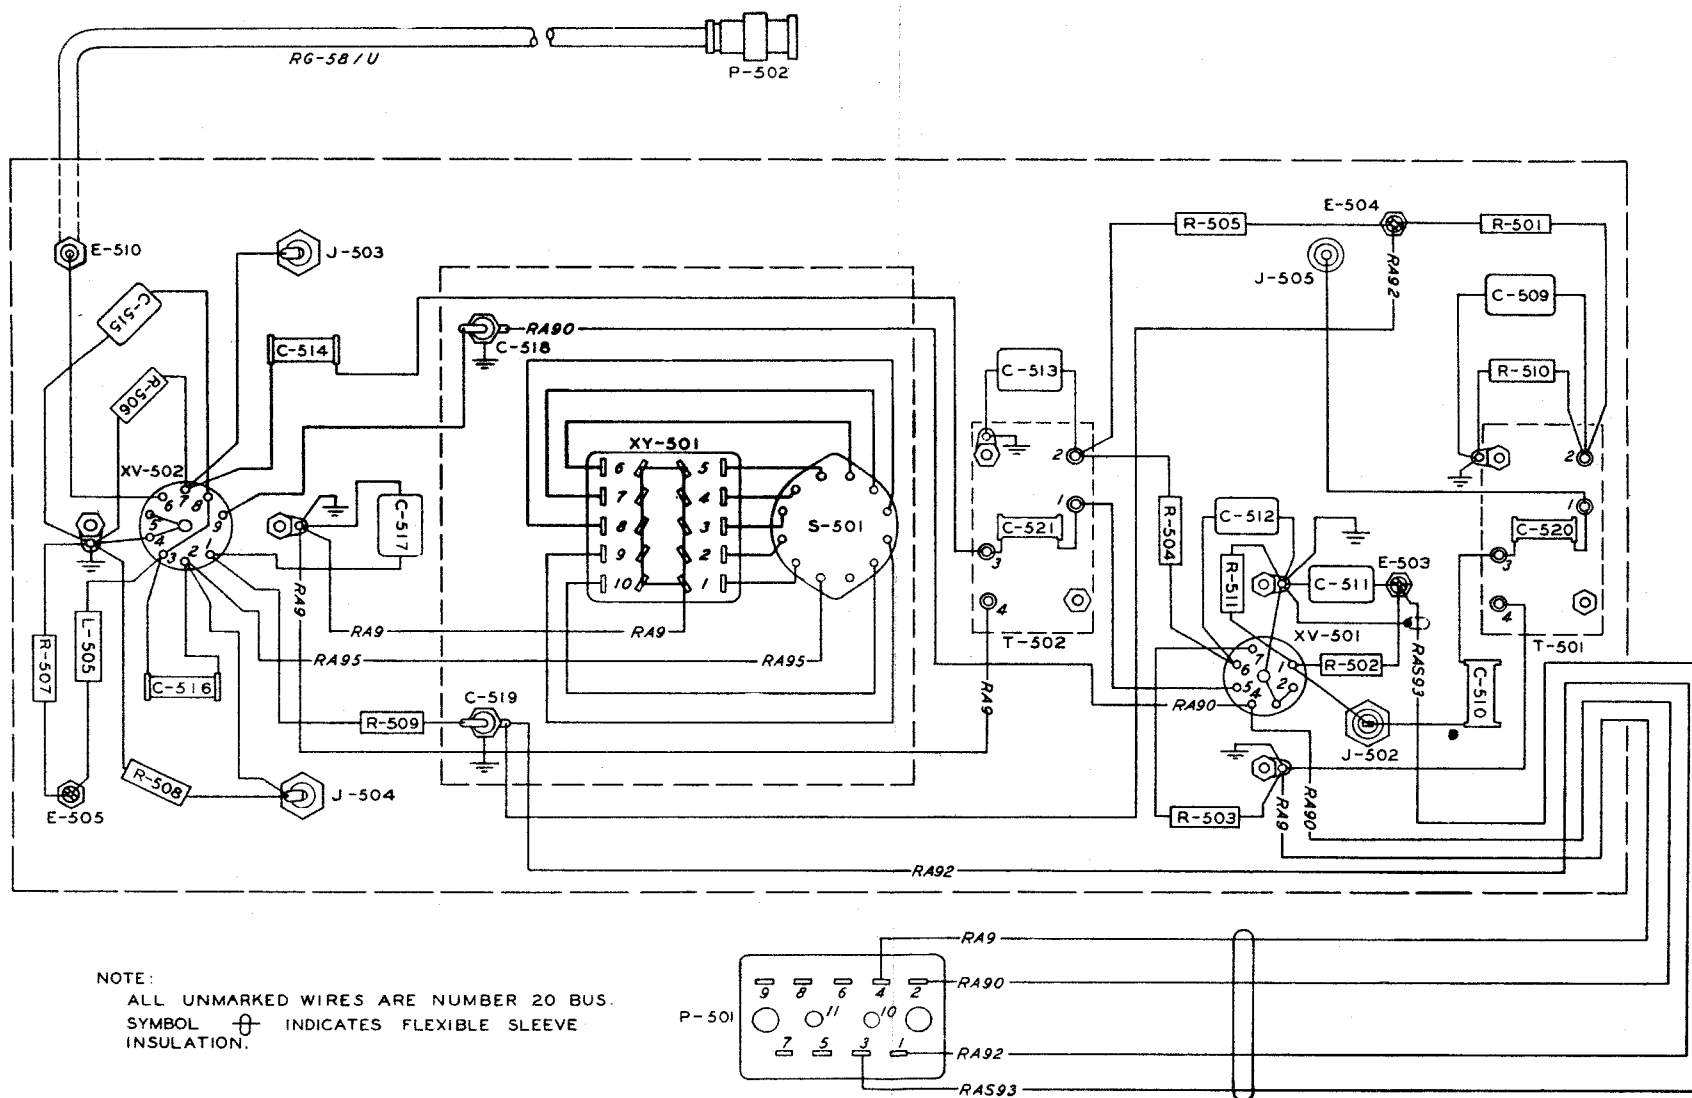 RG-58/U
P-502
E-510
J-503
C-515
R-506
C-514
XV-502
6 7 8
5 9
4 3 2 1
C-517
RA9
R-507
L-505
C-516
R-509
R-508
E-505
J-504
RA90
C-518
XY-501
6 5
7 4
8 3
9 2
10 1
S-501
RA9 RA9
RA95 RA95
C-519
RA92
C-513
2
1
C-521
3
4
T-502
RA9
R-505
E-504
R-501
RA92
J-505
C-509
R-510
2
1
C-520
3
4
T-501
R-504
C-512
R-511
C-511
E-503
XV-501
7
6 1
5 4 2
R-502
RA90
RAS93
C-510
J-502
R-503
RA9
RA90
NOTE:
ALL UNMARKED WIRES ARE NUMBER 20 BUS.
SYMBOL INDICATES FLEXIBLE SLEEVE
INSULATION.
P-501
9 8 6 4 2
11 10
7 5 3 1
RA9
RA90
RA92
RAS93